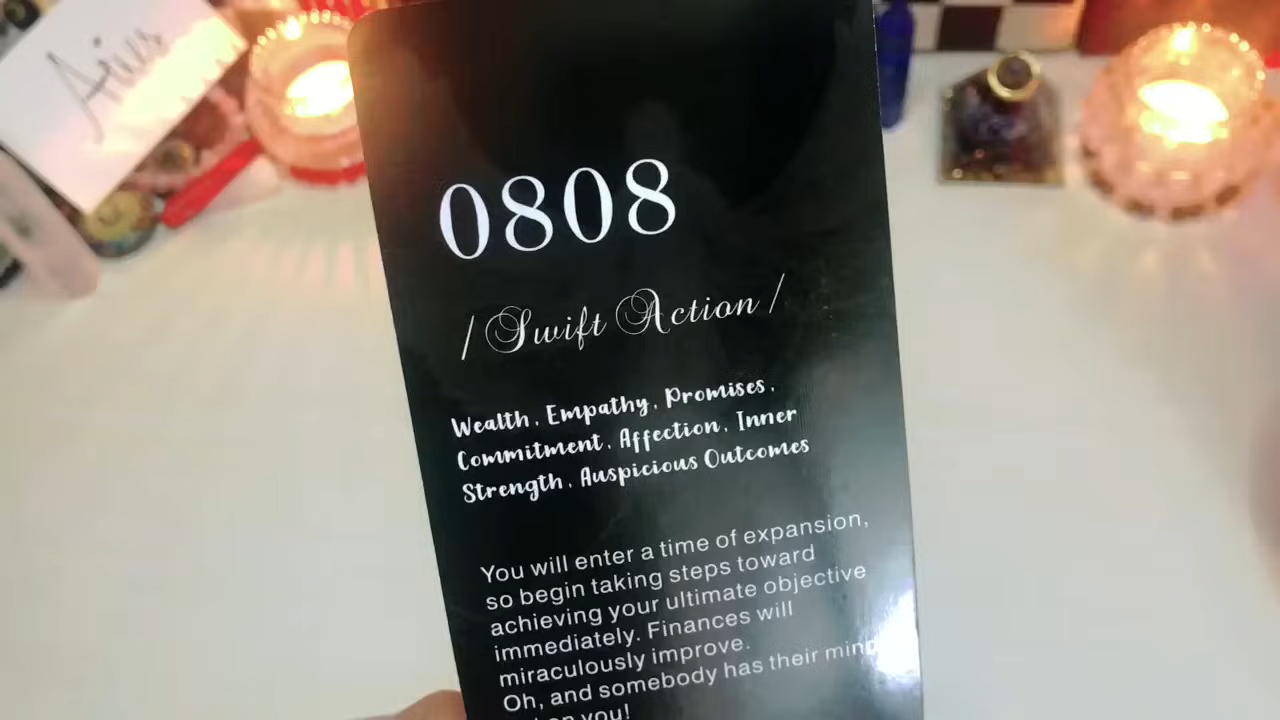 Aries
0808
/ Swift Action /
Wealth, Empathy, Promises,
Commitment, Affection, Inner
Strength, Auspicious Outcomes
You will enter a time of expansion,
so begin taking steps toward
achieving your ultimate objective
immediately. Finances will
miraculously improve.
Oh, and somebody has their mind
on you!